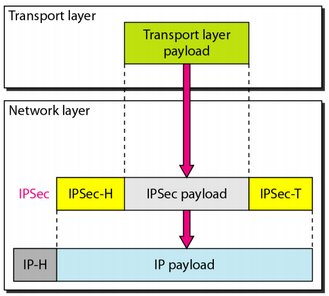 Transport layer
Transport layer
payload
Network layer
IPSec
IPSec-H
IPSec payload
IPSec-T
IP-H
IP payload